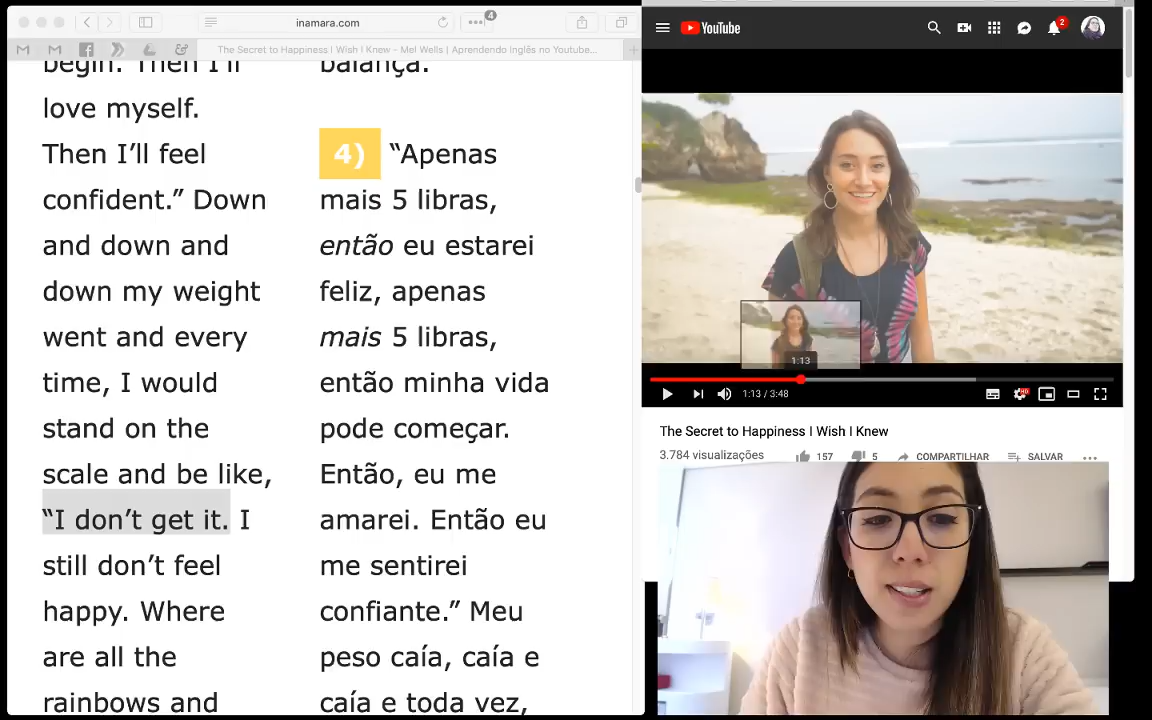 inamara.com
4
The Secret to Happiness I Wish I Knew - Mel Wells | Aprendendo Inglês no Youtube...
begin. Then I'll
love myself.
Then I'll feel
confident.” Down
and down and
down my weight
went and every
time, I would
stand on the
scale and be like,
“I don't get it. I
still don't feel
happy. Where
are all the
rainbows and
balança.
4) “Apenas
mais 5 libras,
então eu estarei
feliz, apenas
mais 5 libras,
então minha vida
pode começar.
Então, eu me
amarei. Então eu
me sentirei
confiante.” Meu
peso caía, caía e
caía e toda vez,
YouTube
2
1:13
1:13 / 3:48
HD
The Secret to Happiness I Wish I Knew
3.784 visualizações
157
5
COMPARTILHAR
SALVAR